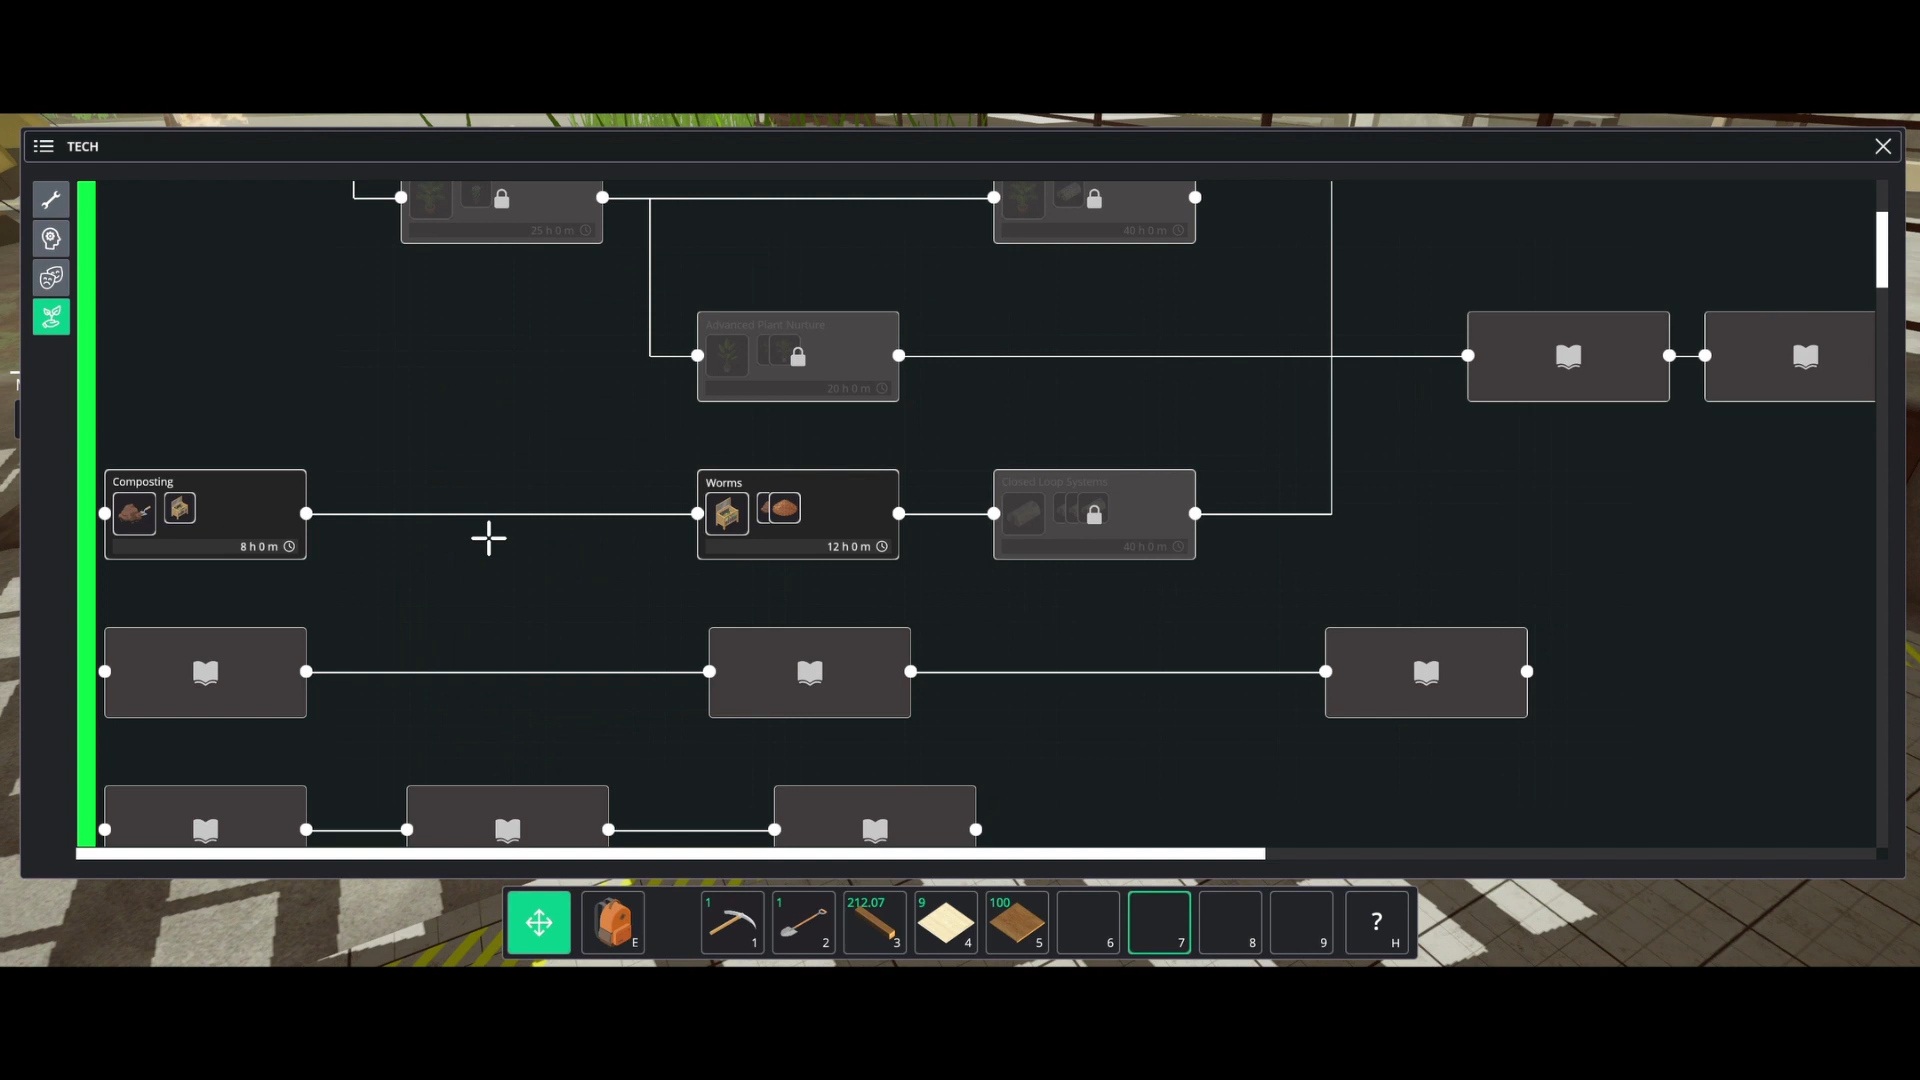 TECH
25 h 0 m
40 h 0 m
Advanced Plant Nurture
20 h 0 m
Composting
8 h 0 m
Worms
12 h 0 m
Closed Loop Systems
40 h 0 m
E
1
1
1
2
212.07
3
9
4
100
5
6
7
8
9
?
H